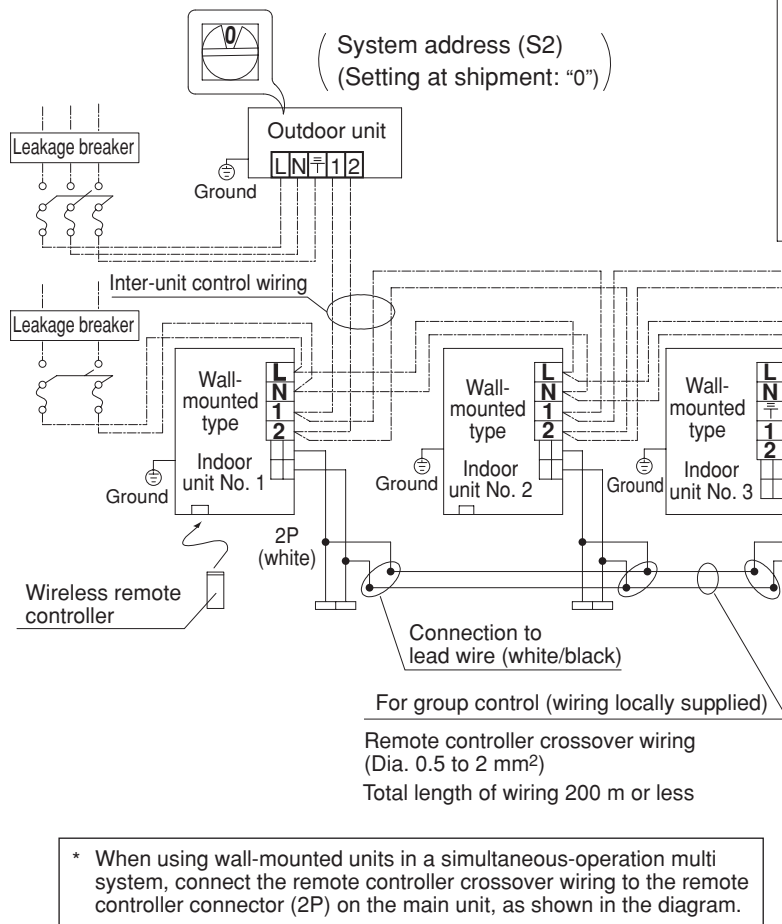 0
System address (S2)
(Setting at shipment: “0”)
Outdoor unit
L N 1 2
Ground
Leakage breaker
Inter-unit control wiring
Leakage breaker
Wall-
mounted
type
Indoor
unit No. 1
L
N
1
2
Ground
Wall-
mounted
type
Indoor
unit No. 2
L
N
1
2
Ground
Wall-
mounted
type
Indoor
unit No. 3
L
N
1
2
Ground
2P
(white)
Wireless remote
controller
Connection to
lead wire (white/black)
For group control (wiring locally supplied)
Remote controller crossover wiring
(Dia. 0.5 to 2 mm²)
Total length of wiring 200 m or less
* When using wall-mounted units in a simultaneous-operation multi
system, connect the remote controller crossover wiring to the remote
controller connector (2P) on the main unit, as shown in the diagram.